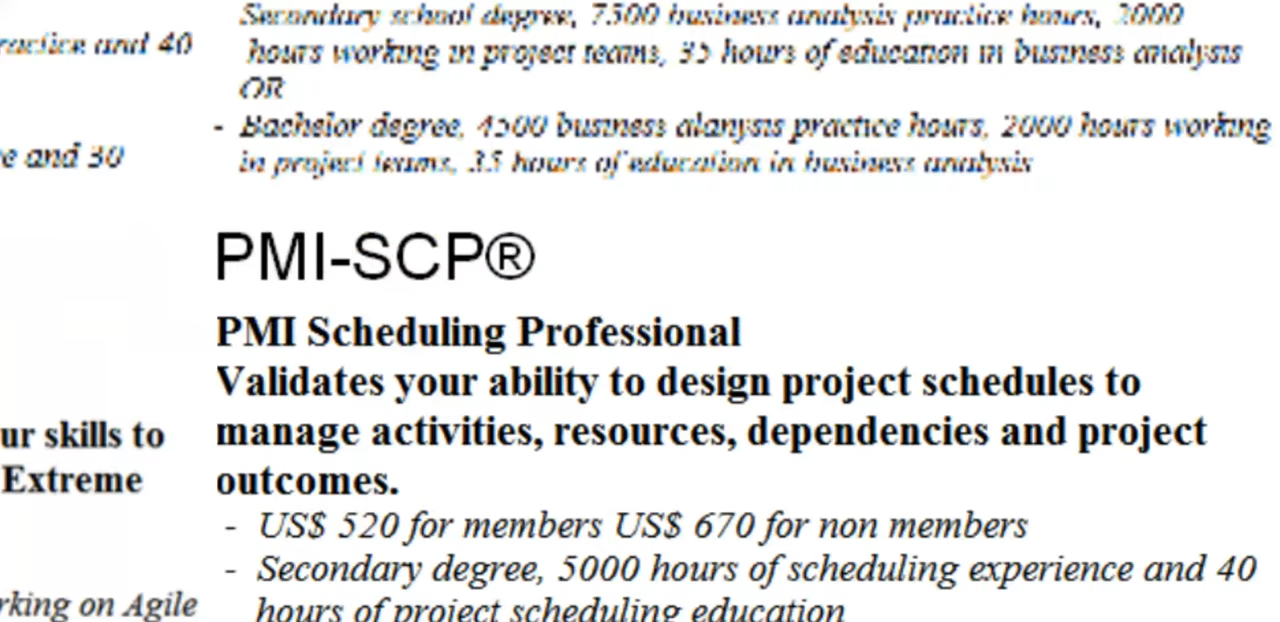 Secondary school degree, 7500 business analysis practice hours, 2000
hours working in project teams, 35 hours of education in business analysis
OR
- Bachelor degree, 4500 business alanysis practice hours, 2000 hours working
in project teams, 35 hours of education in business analysis
ractice and 40
e and 30
ur skills to
Extreme
rking on Agile
PMI-SCP®
PMI Scheduling Professional
Validates your ability to design project schedules to
manage activities, resources, dependencies and project
outcomes.
- US$ 520 for members US$ 670 for non members
- Secondary degree, 5000 hours of scheduling experience and 40
hours of project scheduling education